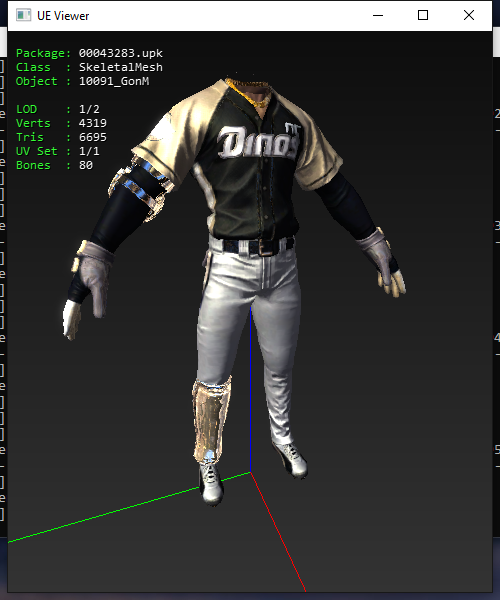 UE Viewer
Package: 00043283.upk
Class  : SkeletalMesh
Object : 10091_GonM
LOD    : 1/2
Verts  : 4319
Tris   : 6695
UV Set : 1/1
Bones  : 80
Dinos